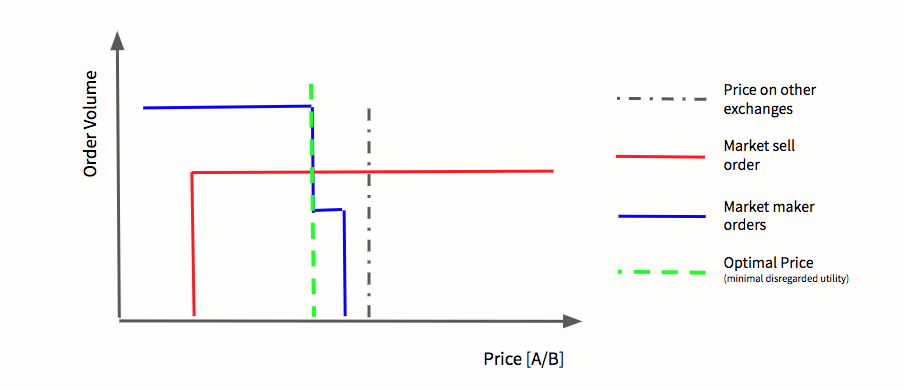 Order Volume
Price on other
exchanges
Market sell
order
Market maker
orders
Optimal Price
(minimal disregarded utility)
Price [A/B]